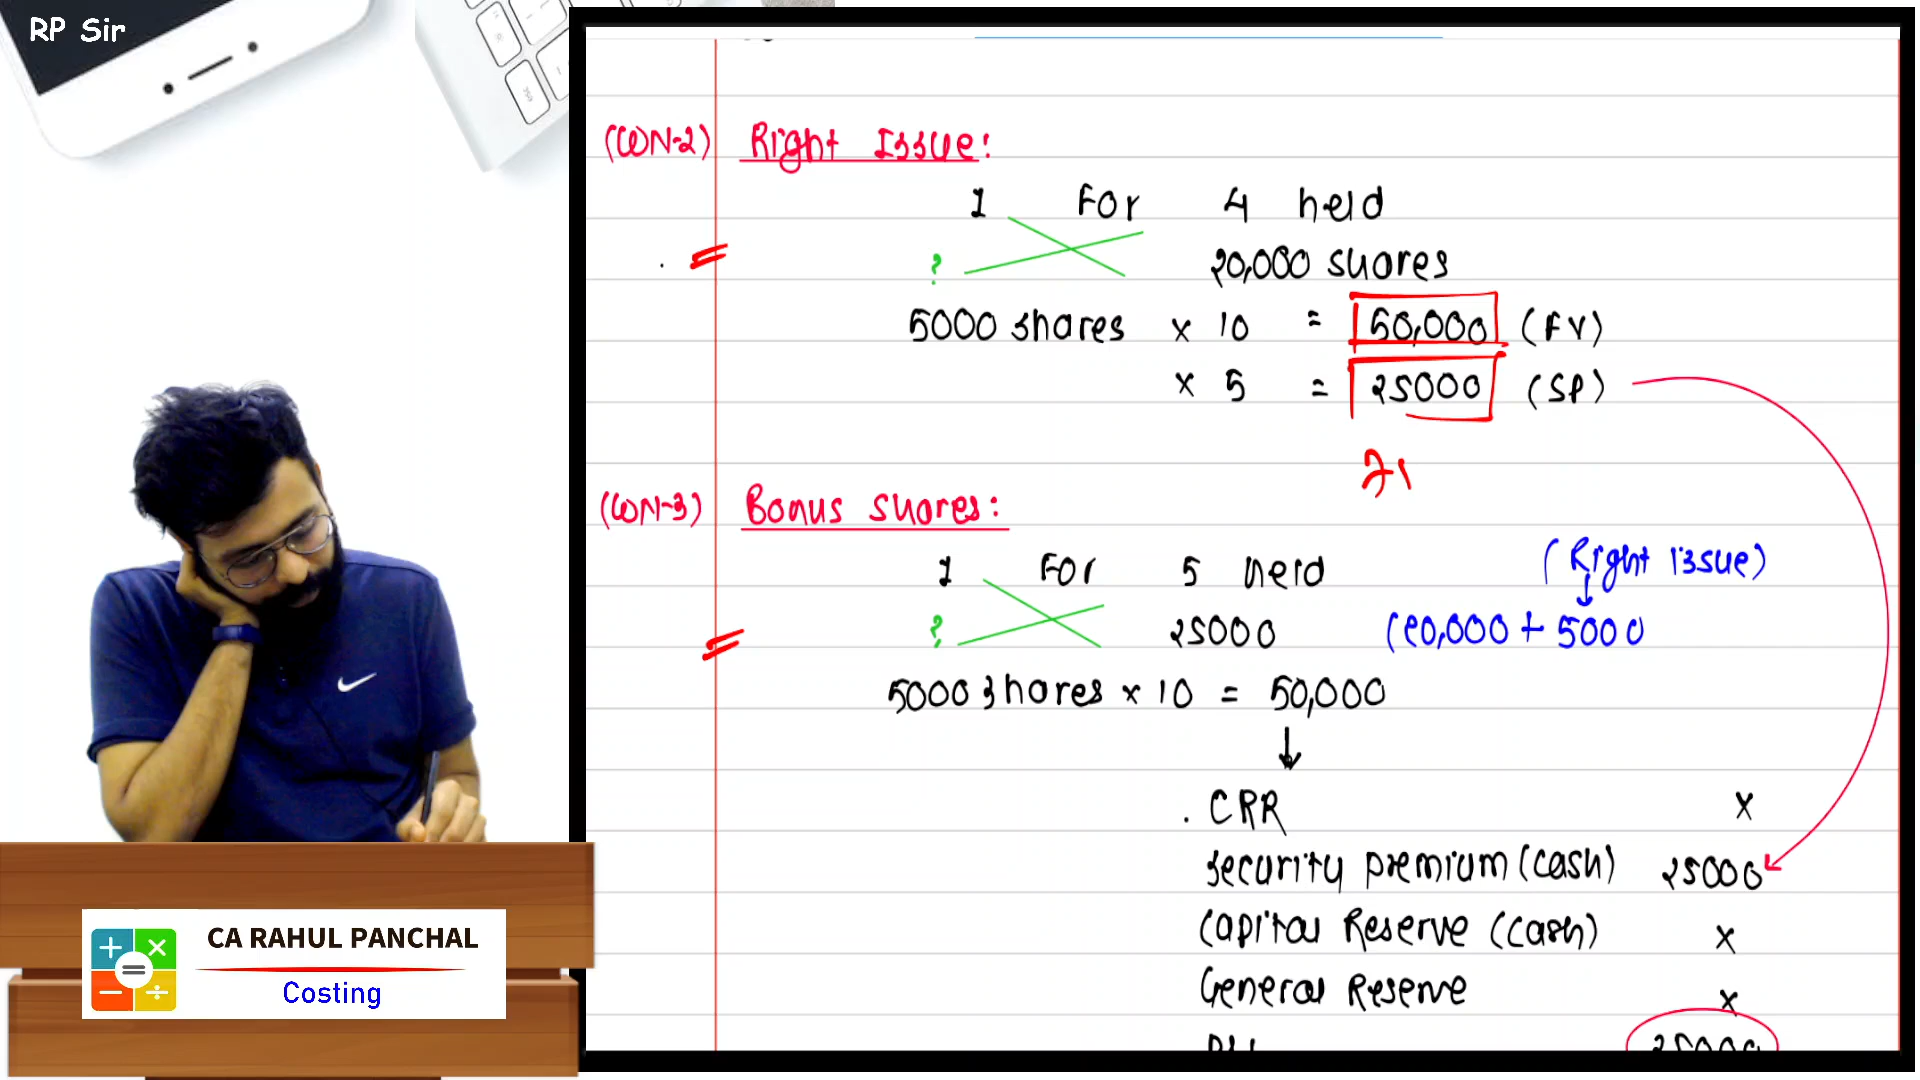 RP Sir
(WN-2) Right Issue:
1 For 4 held
? 20,000 shares
5000 shares x 10 = 50,000 (FV)
x 5 = 25000 (SP)
(WN-3) Bonus shares:
1 For 5 held (Right issue)
? 25000 (20,000 + 5000
5000 shares x 10 = 50,000
CRR x
Security premium (cash) 25000
Capital Reserve (cash) x
General Reserve x
25000
CA RAHUL PANCHAL
Costing